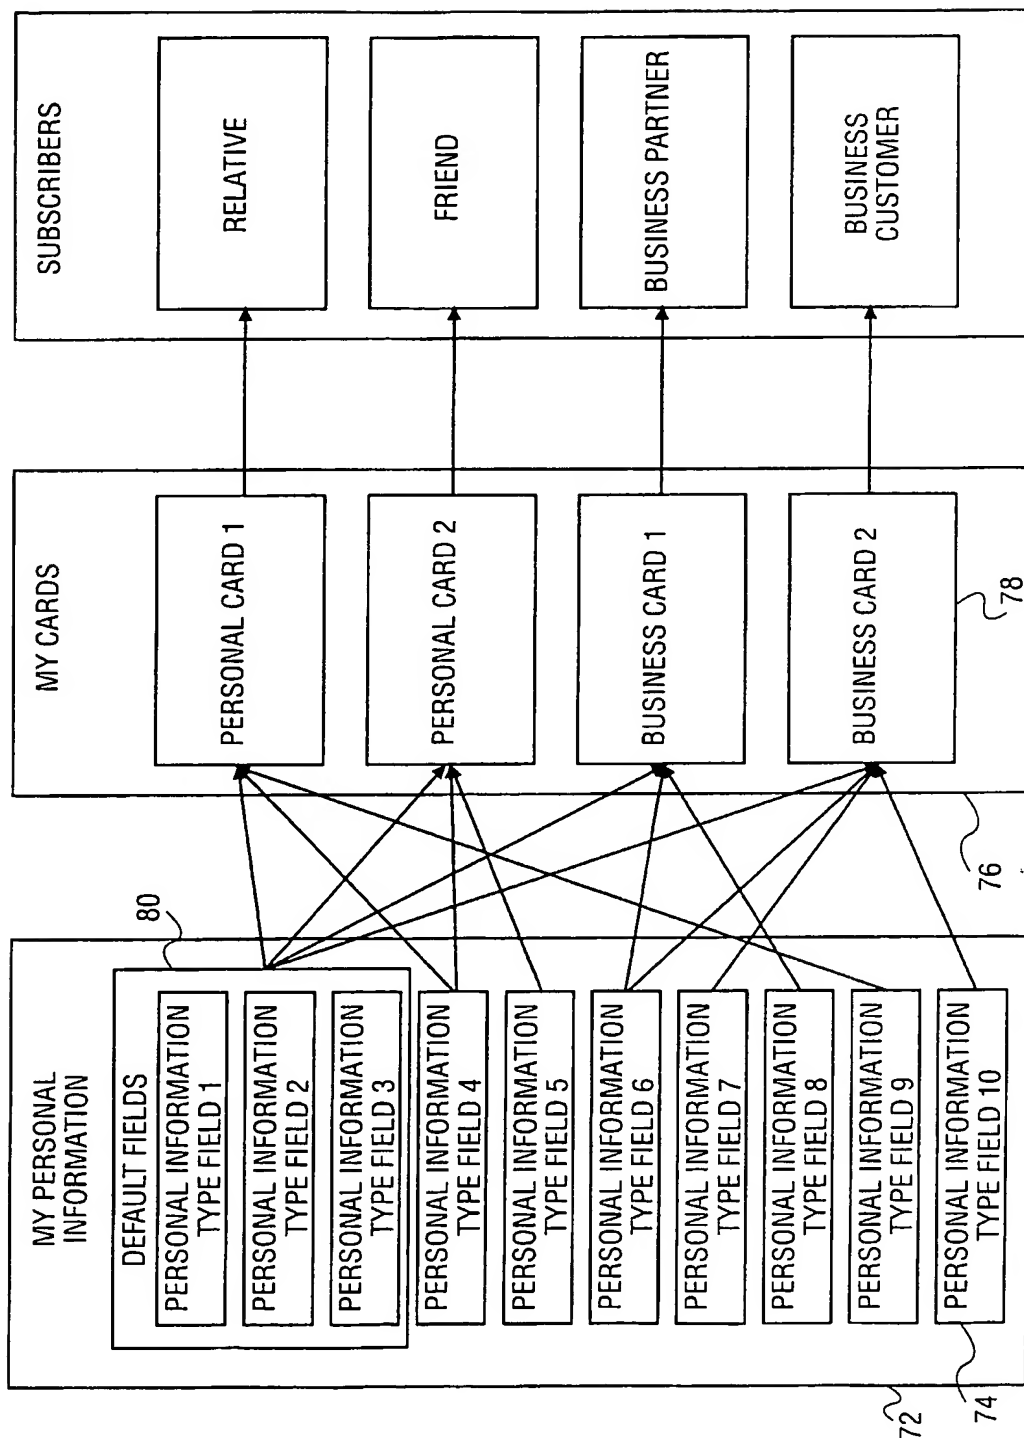 MY PERSONAL
INFORMATION
DEFAULT FIELDS
PERSONAL INFORMATION
TYPE FIELD 1
PERSONAL INFORMATION
TYPE FIELD 2
PERSONAL INFORMATION
TYPE FIELD 3
PERSONAL INFORMATION
TYPE FIELD 4
PERSONAL INFORMATION
TYPE FIELD 5
PERSONAL INFORMATION
TYPE FIELD 6
PERSONAL INFORMATION
TYPE FIELD 7
PERSONAL INFORMATION
TYPE FIELD 8
PERSONAL INFORMATION
TYPE FIELD 9
PERSONAL INFORMATION
TYPE FIELD 10
72
74
80
MY CARDS
PERSONAL CARD 1
PERSONAL CARD 2
BUSINESS CARD 1
BUSINESS CARD 2
76
78
SUBSCRIBERS
RELATIVE
FRIEND
BUSINESS PARTNER
BUSINESS
CUSTOMER